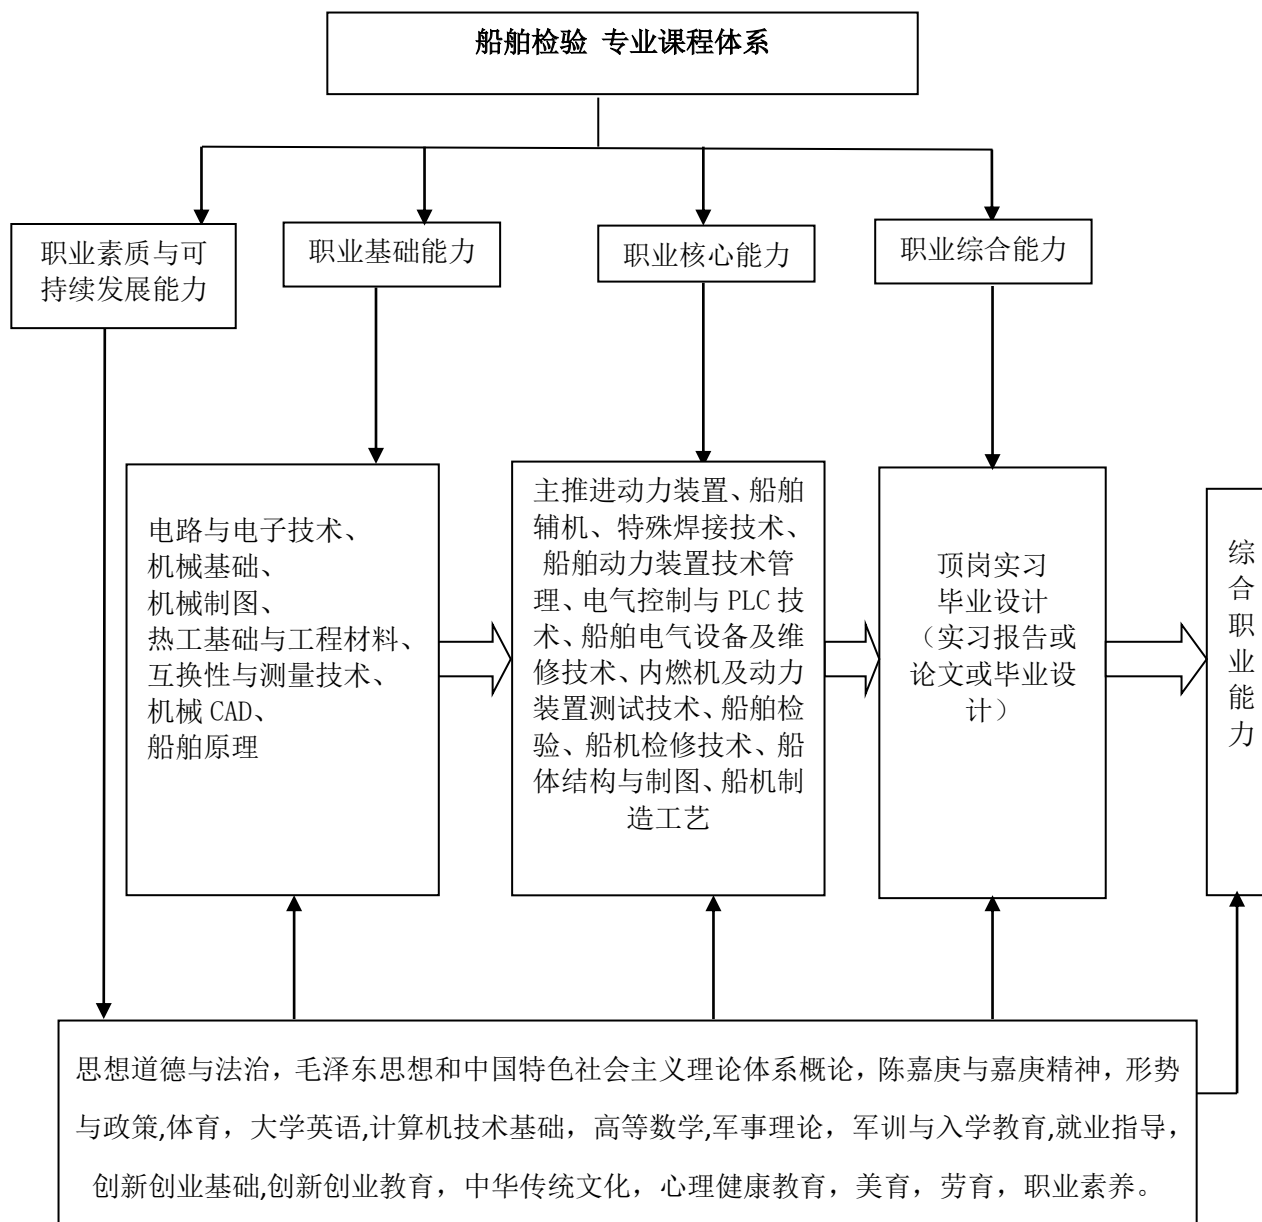 船舶检验 专业课程体系
职业素质与可
持续发展能力
职业基础能力
职业核心能力
职业综合能力
电路与电子技术、
机械基础、
机械制图、
热工基础与工程材料、
互换性与测量技术、
机械 CAD、
船舶原理
主推进动力装置、船舶
辅机、特殊焊接技术、
船舶动力装置技术管
理、电气控制与 PLC 技
术、船舶电气设备及维
修技术、内燃机及动力
装置测试技术、船舶检
验、船机检修技术、船
体结构与制图、船机制
造工艺
顶岗实习
毕业设计
（实习报告或
论文或毕业设
计）
综
合
职
业
能
力
思想道德与法治，毛泽东思想和中国特色社会主义理论体系概论，陈嘉庚与嘉庚精神，形势
与政策,体育，大学英语,计算机技术基础，高等数学,军事理论，军训与入学教育,就业指导，
创新创业基础,创新创业教育，中华传统文化，心理健康教育，美育，劳育，职业素养。